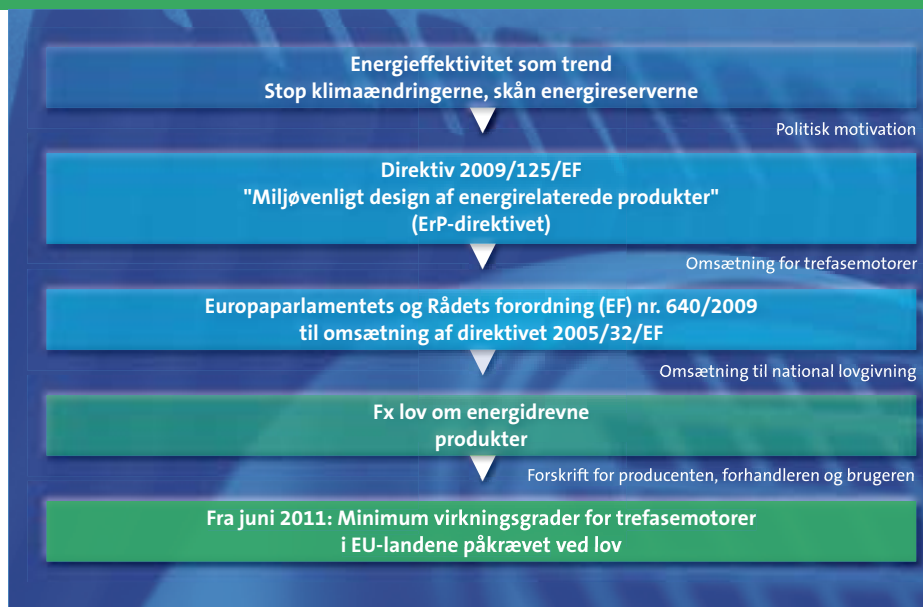 Energieffektivitet som trend
Stop klimaændringerne, skån energireserverne
Politisk motivation
Direktiv 2009/125/EF
"Miljøvenligt design af energirelaterede produkter"
(ErP-direktivet)
Omsætning for trefasemotorer
Europaparlamentets og Rådets forordning (EF) nr. 640/2009
til omsætning af direktivet 2005/32/EF
Omsætning til national lovgivning
Fx lov om energidrevne
produkter
Forskrift for producenten, forhandleren og brugeren
Fra juni 2011: Minimum virkningsgrader for trefasemotorer
i EU-landene påkrævet ved lov